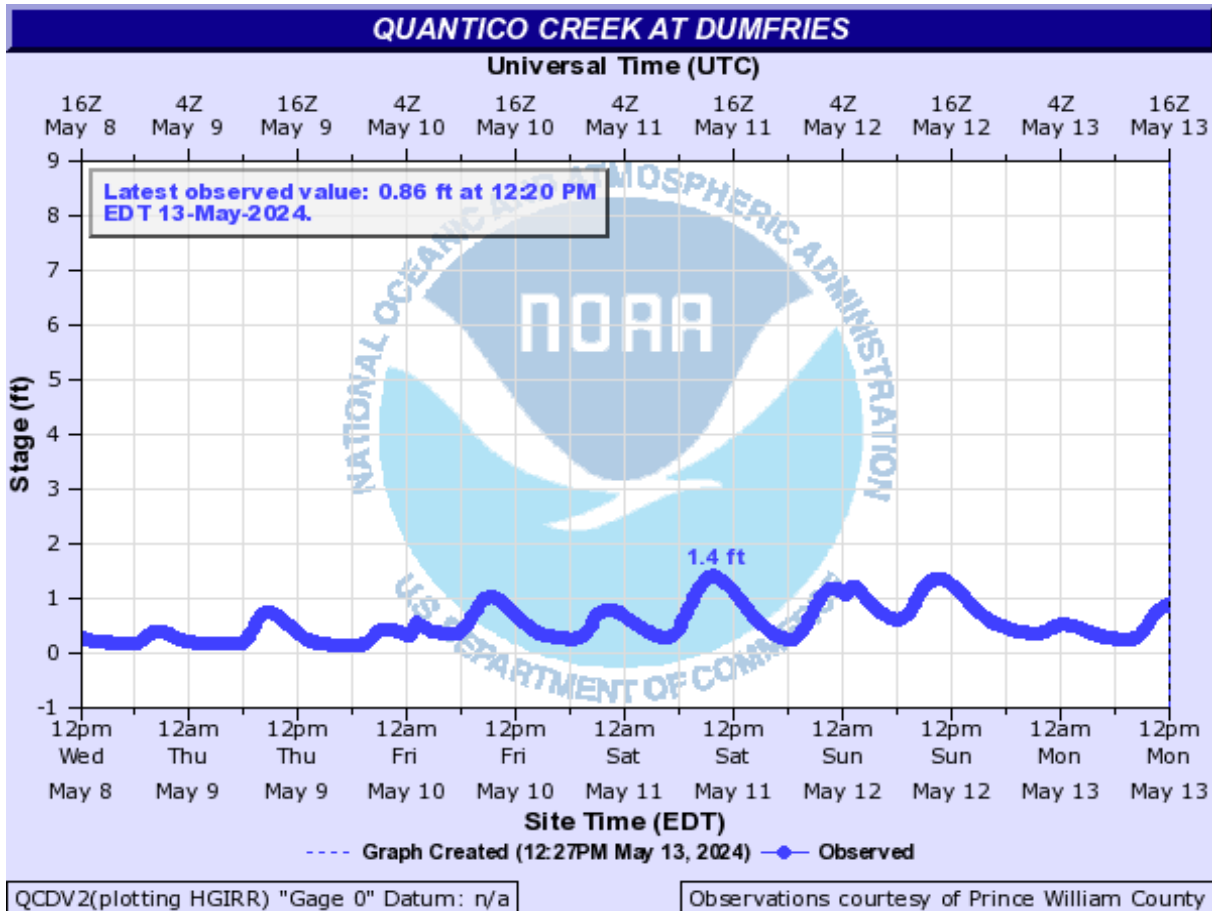 QUANTICO CREEK AT DUMFRIES
Universal Time (UTC)
16Z 4Z 16Z 4Z 16Z 4Z 16Z 4Z 16Z 4Z 16Z
May 8 May 9 May 9 May 10 May 10 May 11 May 11 May 12 May 12 May 13 May 13
Latest observed value: 0.86 ft at 12:20 PM
EDT 13-May-2024.
NATIONAL OCEANIC AND ATMOSPHERIC ADMINISTRATION
NOAA
U.S. DEPARTMENT OF COMMERCE
Stage (ft)
9
8
7
6
5
4
3
2
1
0
-1
1.4 ft
12pm 12am 12pm 12am 12pm 12am 12pm 12am 12pm 12am 12pm
Wed Thu Thu Fri Fri Sat Sat Sun Sun Mon Mon
May 8 May 9 May 9 May 10 May 10 May 11 May 11 May 12 May 12 May 13 May 13
Site Time (EDT)
Graph Created (12:27PM May 13, 2024) Observed
QCDV2(plotting HGIRR) "Gage 0" Datum: n/a
Observations courtesy of Prince William County